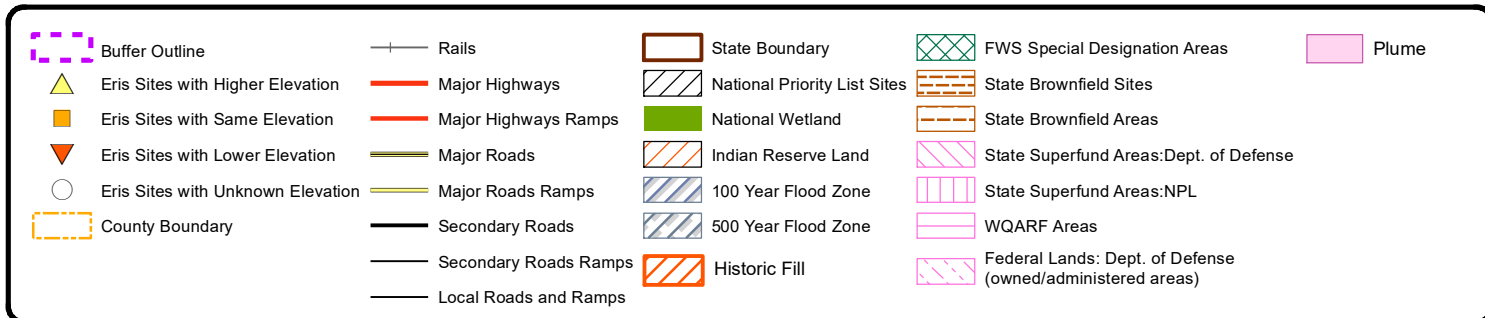 Buffer Outline
Eris Sites with Higher Elevation
Eris Sites with Same Elevation
Eris Sites with Lower Elevation
Eris Sites with Unknown Elevation
County Boundary
Rails
Major Highways
Major Highways Ramps
Major Roads
Major Roads Ramps
Secondary Roads
Secondary Roads Ramps
Local Roads and Ramps
State Boundary
National Priority List Sites
National Wetland
Indian Reserve Land
100 Year Flood Zone
500 Year Flood Zone
Historic Fill
FWS Special Designation Areas
State Brownfield Sites
State Brownfield Areas
State Superfund Areas:Dept. of Defense
State Superfund Areas:NPL
WQARF Areas
Federal Lands: Dept. of Defense
(owned/administered areas)
Plume